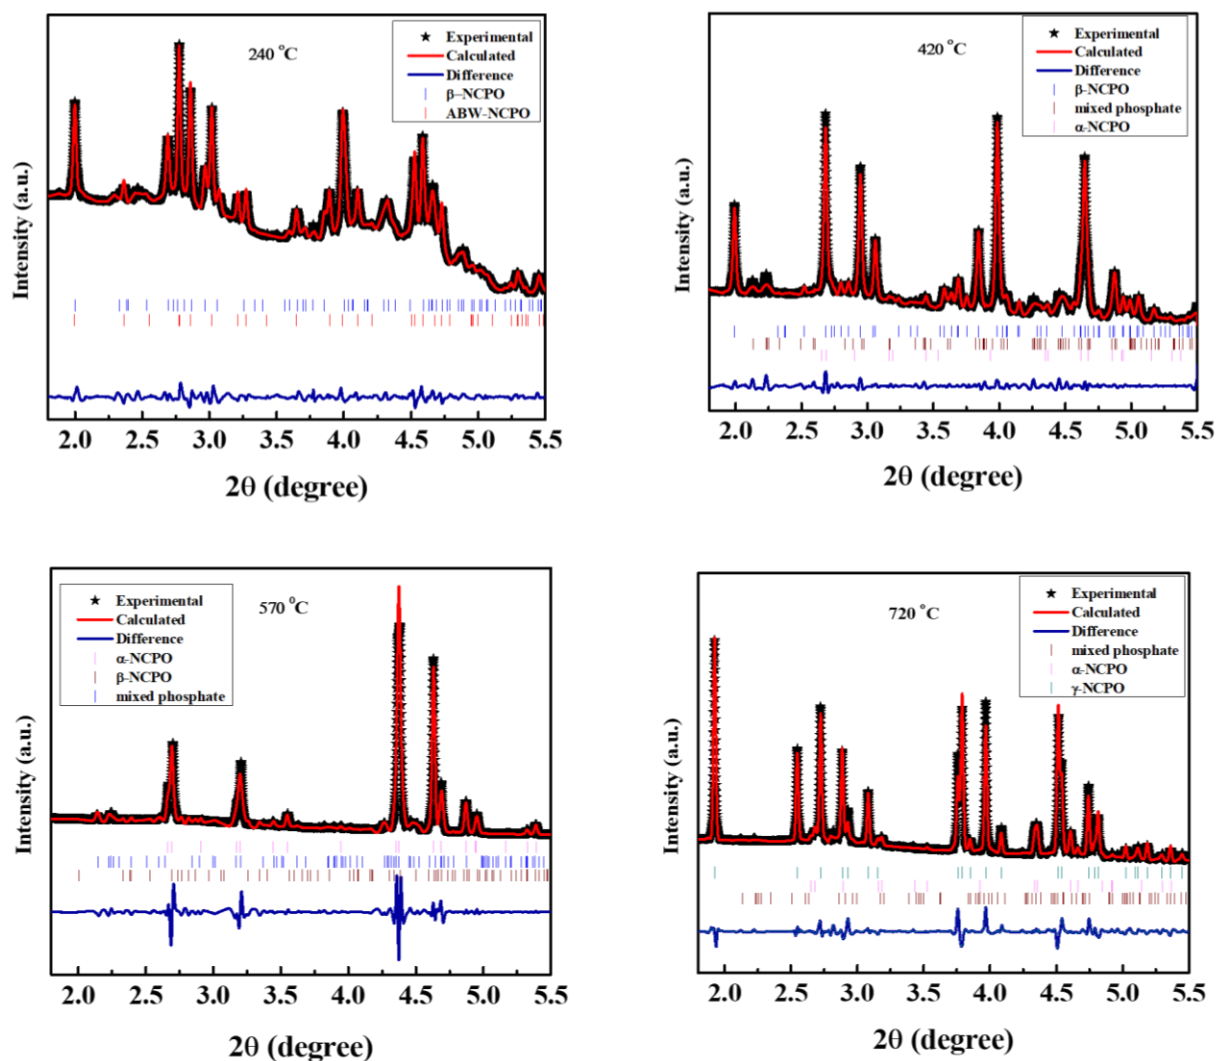 240 °C
Experimental
Calculated
Difference
β–NCPO
ABW-NCPO
Intensity (a.u.)
2.0 2.5 3.0 3.5 4.0 4.5 5.0 5.5
2θ (degree)
420 °C
Experimental
Calculated
Difference
β-NCPO
mixed phosphate
α-NCPO
Intensity (a.u.)
2.0 2.5 3.0 3.5 4.0 4.5 5.0 5.5
2θ (degree)
Experimental
Calculated
Difference
α-NCPO
β-NCPO
mixed phosphate
570 °C
Intensity (a.u.)
2.0 2.5 3.0 3.5 4.0 4.5 5.0 5.5
2θ (degree)
720 °C
Experimental
Calculated
Difference
mixed phosphate
α-NCPO
γ-NCPO
Intensity (a.u.)
2.0 2.5 3.0 3.5 4.0 4.5 5.0 5.5
2θ (degree)